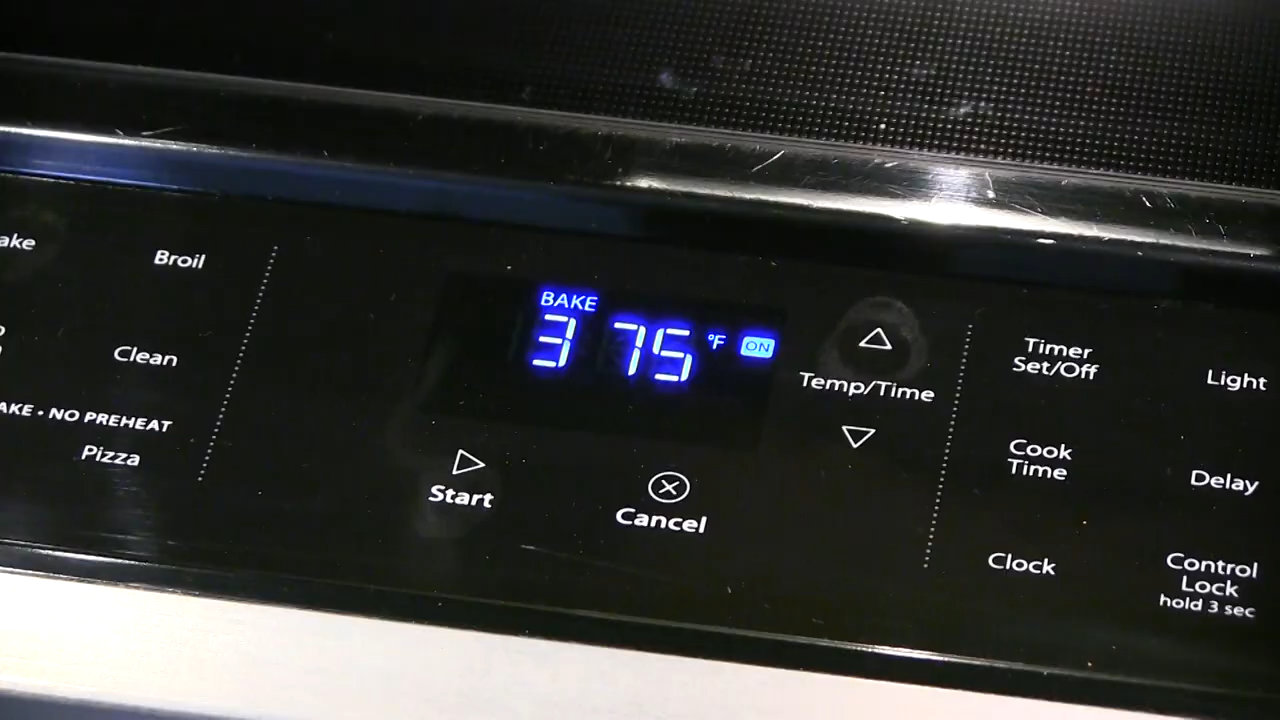 ake
Broil
Clean
AKE • NO PREHEAT
Pizza
BAKE
375 °F ON
Start
Cancel
Temp/Time
Timer
Set/Off
Light
Cook
Time
Delay
Clock
Control
Lock
hold 3 sec